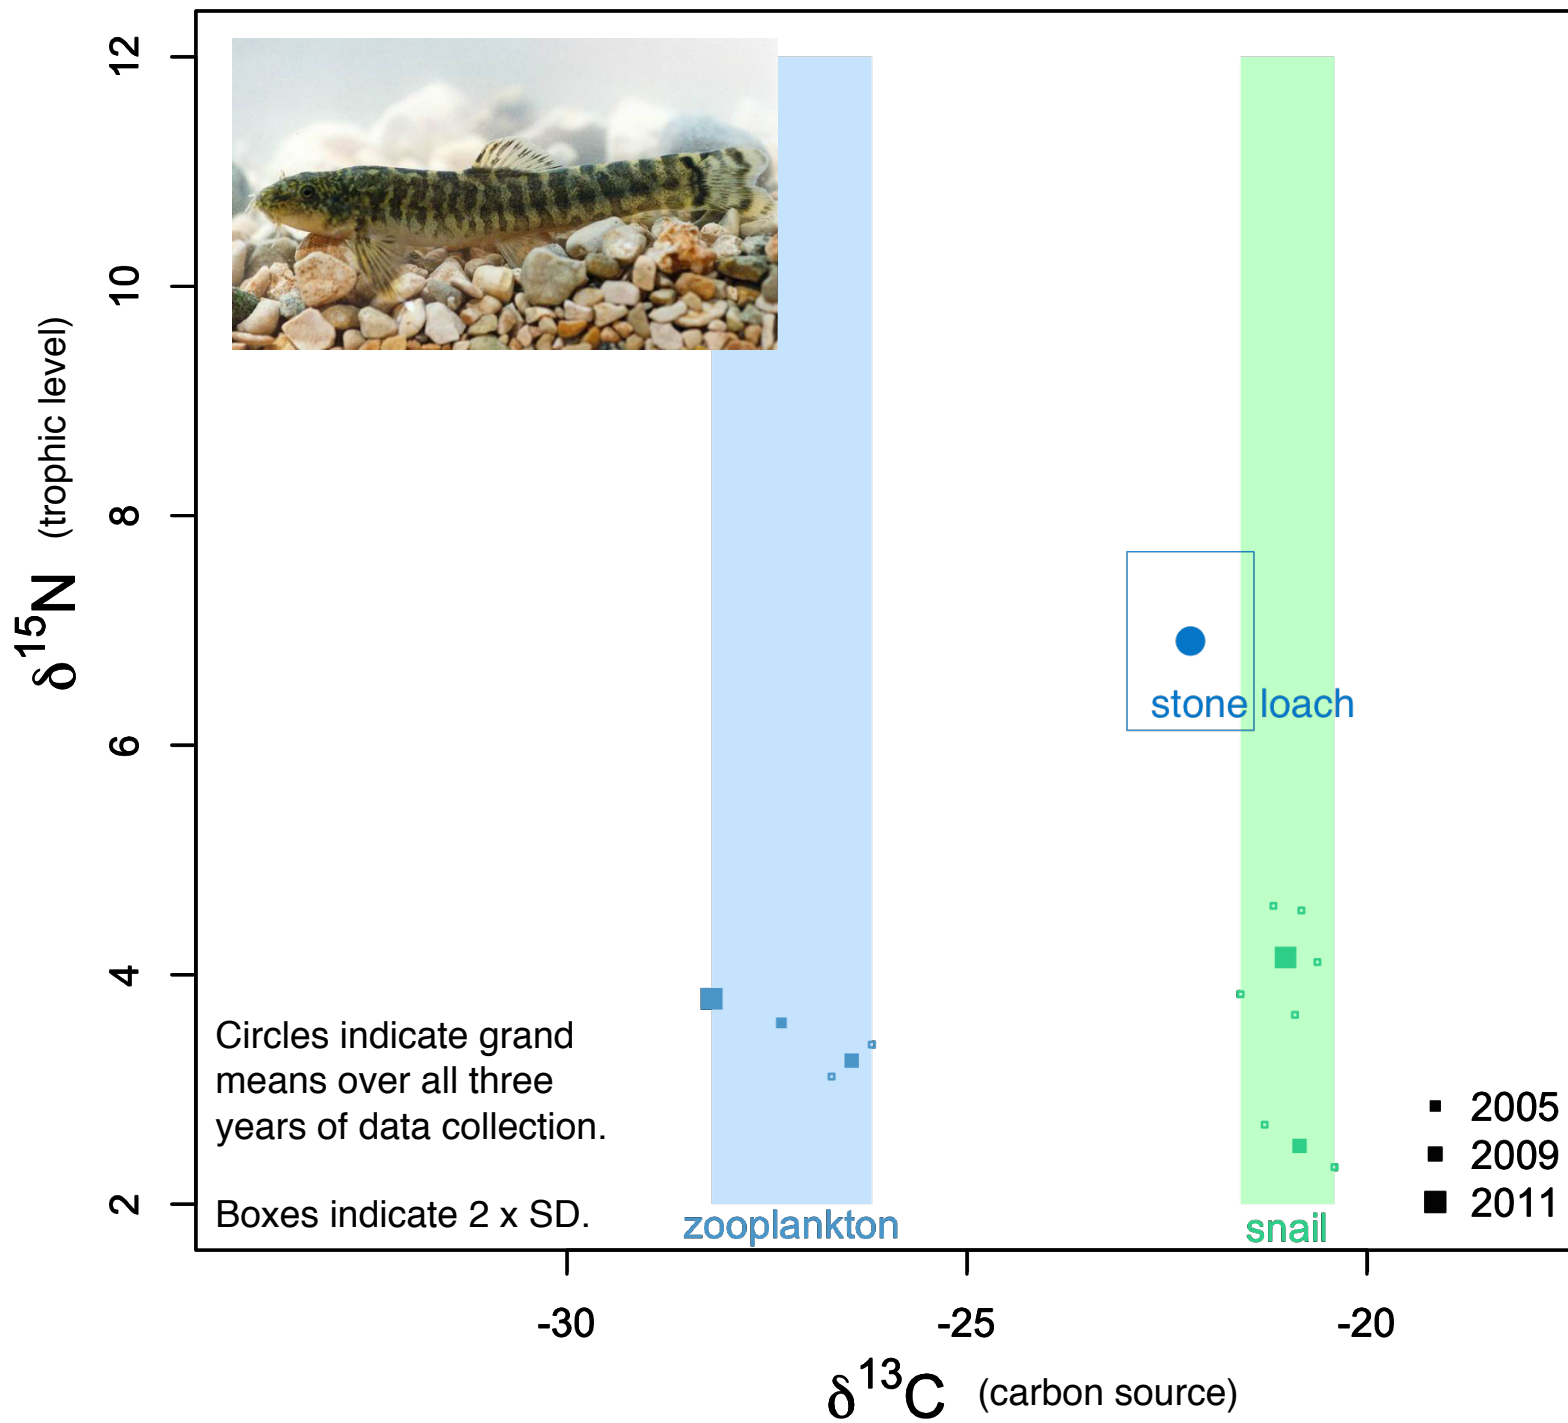 12
10
8
6
4
2
δ15N (trophic level)
stone loach
Circles indicate grand
means over all three
years of data collection.
Boxes indicate 2 x SD.
zooplankton
snail
2005
2009
2011
-30
-25
-20
δ13C (carbon source)